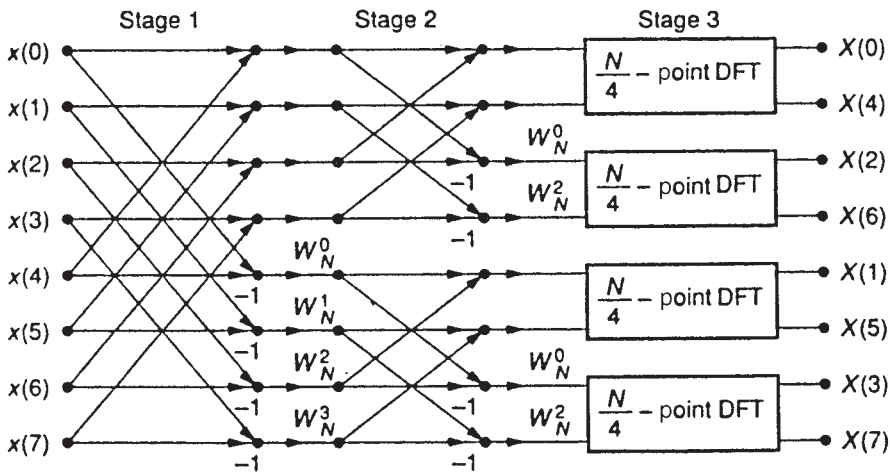 Stage 1 Stage 2 Stage 3
x(0) N/4 – point DFT X(0)
x(1) X(4)
x(2) W_N^0 N/4 – point DFT X(2)
–1 W_N^2
x(3) X(6)
–1
x(4) W_N^0 N/4 – point DFT X(1)
–1 W_N^1
x(5) X(5)
–1 W_N^2 W_N^0
x(6) N/4 – point DFT X(3)
–1 W_N^3 –1 W_N^2
x(7) X(7)
–1 –1